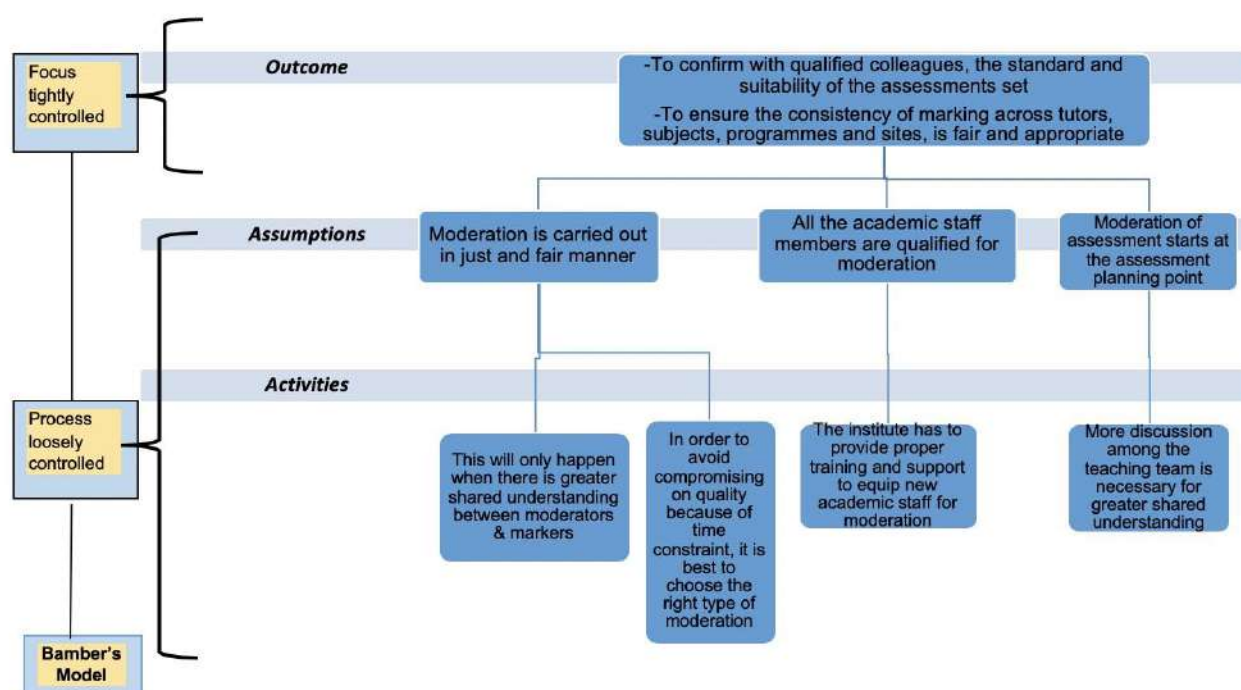 Focus
tightly
controlled
Outcome
-To confirm with qualified colleagues, the standard and
suitability of the assessments set
-To ensure the consistency of marking across tutors,
subjects, programmes and sites, is fair and appropriate
Assumptions
Moderation is carried out
in just and fair manner
All the academic staff
members are qualified for
moderation
Moderation of
assessment starts at
the assessment
planning point
Activities
Process
loosely
controlled
This will only happen
when there is greater
shared understanding
between moderators
& markers
In order to
avoid
compromising
on quality
because of
time
constraint, it is
best to
choose the
right type of
moderation
The institute has to
provide proper
training and support
to equip new
academic staff for
moderation
More discussion
among the
teaching team is
necessary for
greater shared
understanding
Bamber's
Model